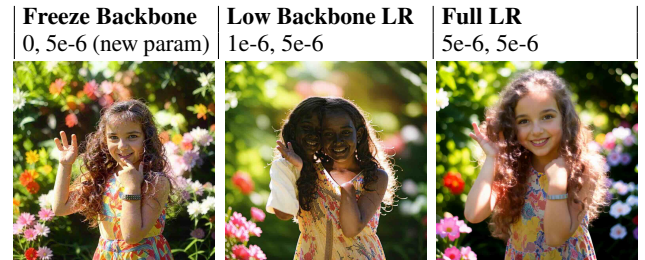 Freeze Backbone
0, 5e-6 (new param)
Low Backbone LR
1e-6, 5e-6
Full LR
5e-6, 5e-6